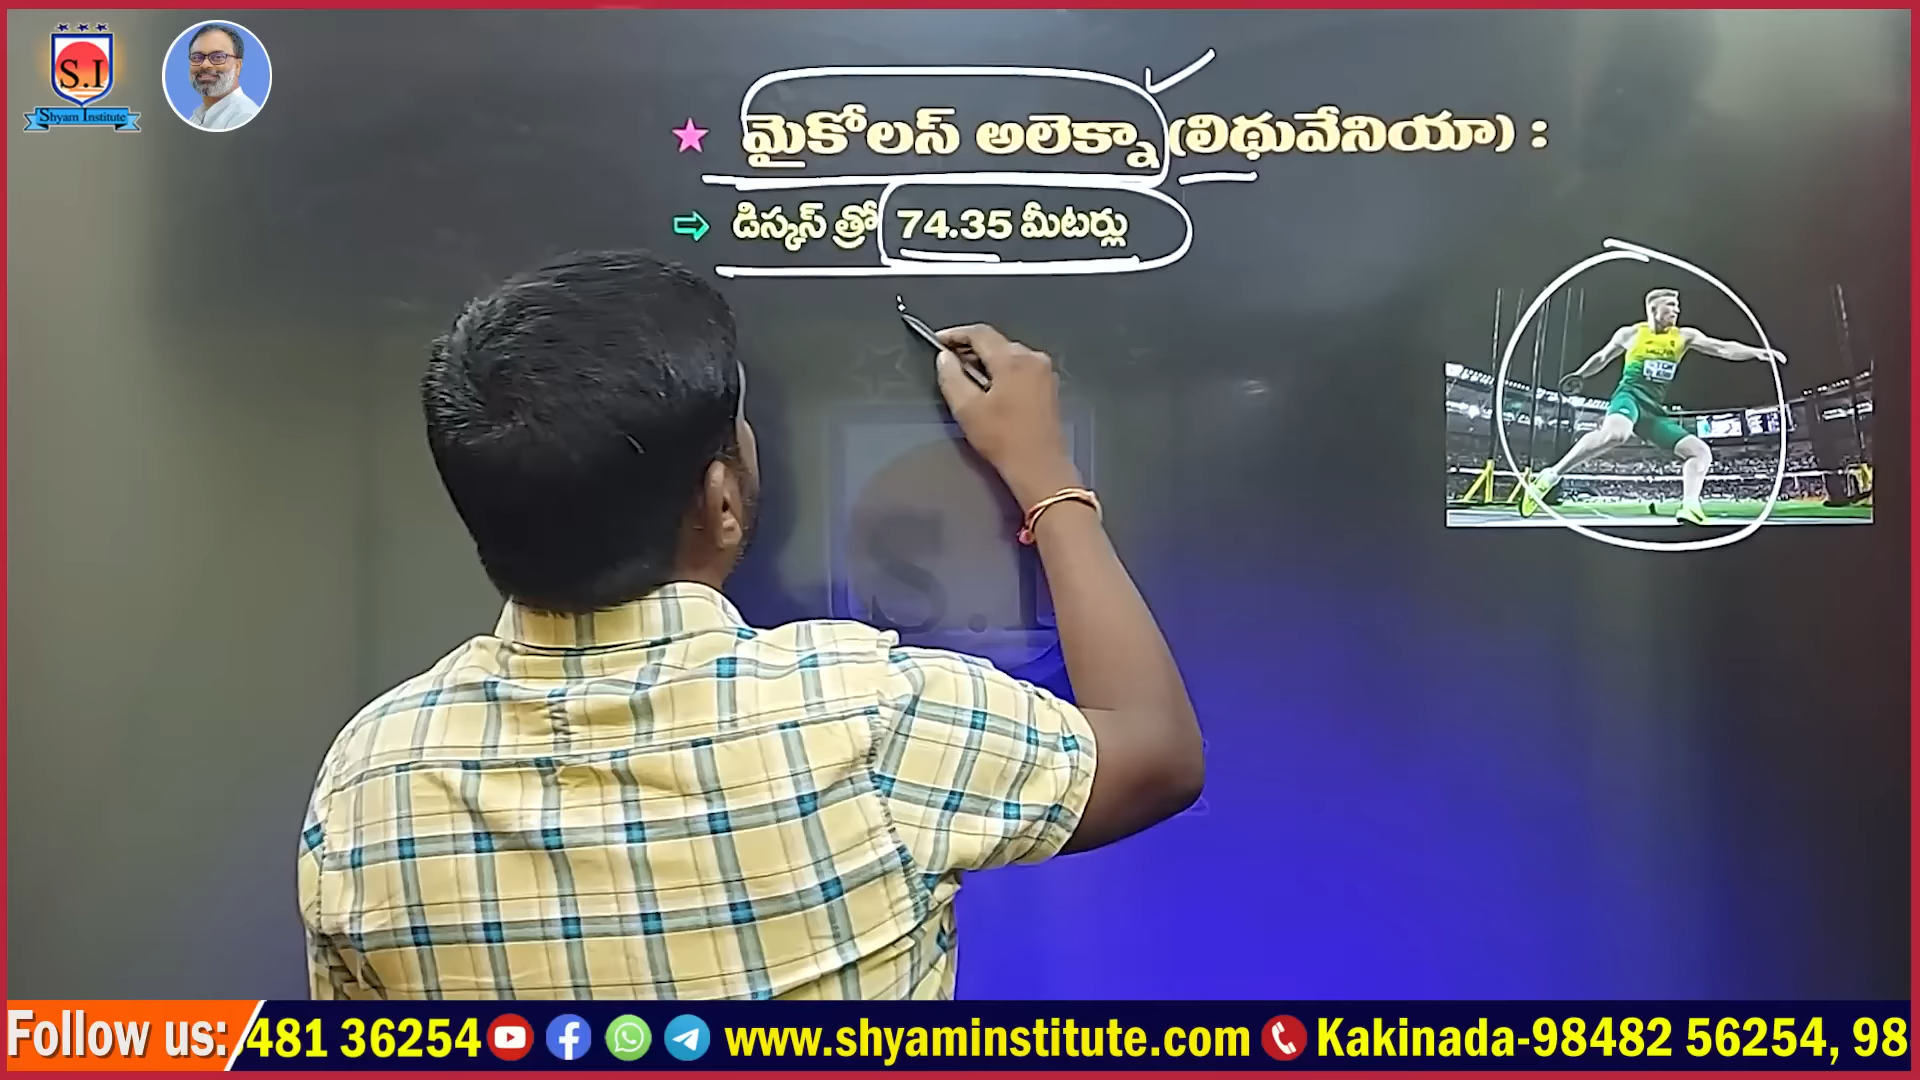 S.I
Shyam Institute
మైకోలస్ అలెక్నా (లిథువేనియా) :
డిస్కస్ త్రో 74.35 మీటర్లు
S.I
Follow us: 481 36254 www.shyaminstitute.com Kakinada-98482 56254, 98